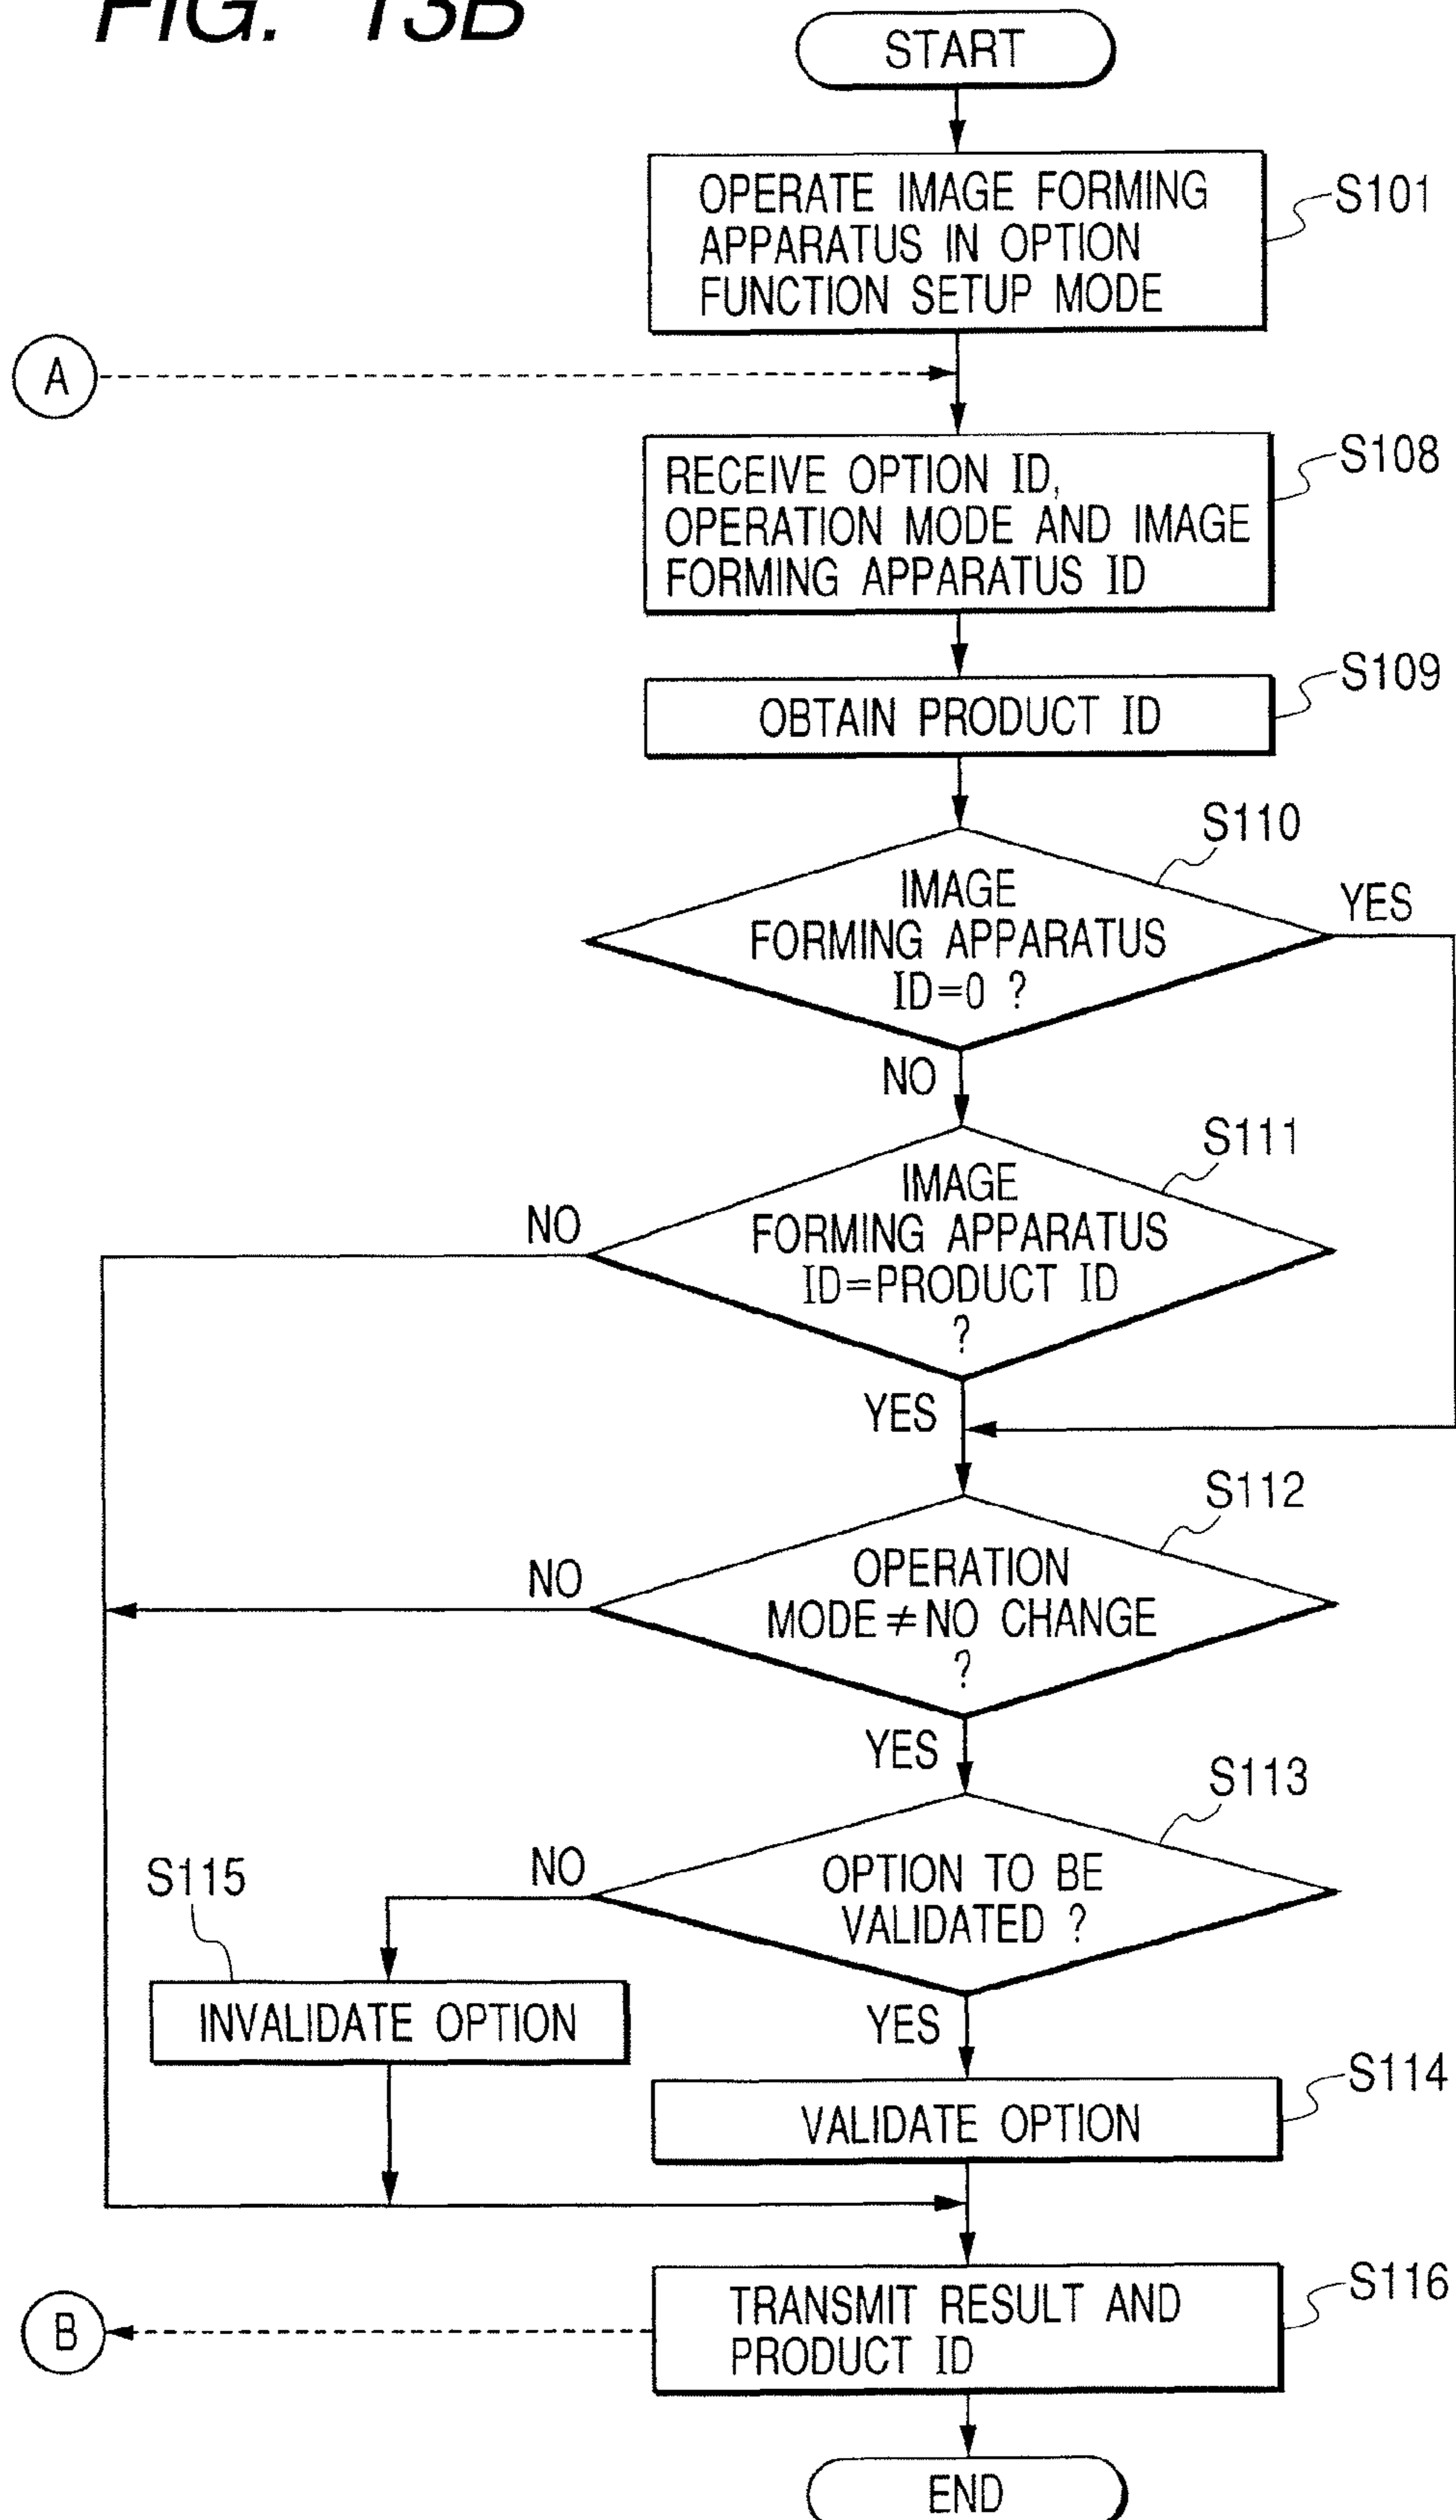 FIG. 13B
START
OPERATE IMAGE FORMING
APPARATUS IN OPTION
FUNCTION SETUP MODE
S101
A
RECEIVE OPTION ID,
OPERATION MODE AND IMAGE
FORMING APPARATUS ID
S108
OBTAIN PRODUCT ID
S109
S110
IMAGE
FORMING APPARATUS
ID=0 ?
YES
NO
S111
IMAGE
FORMING APPARATUS
ID=PRODUCT ID
?
NO
YES
S112
OPERATION
MODE≠NO CHANGE
?
NO
YES
S113
OPTION TO BE
VALIDATED ?
NO
S115
INVALIDATE OPTION
YES
S114
VALIDATE OPTION
TRANSMIT RESULT AND
PRODUCT ID
S116
B
END